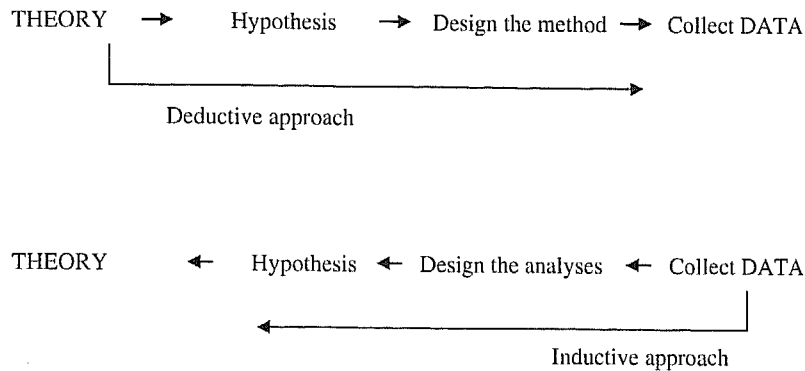 THEORY → Hypothesis → Design the method → Collect DATA
Deductive approach
THEORY ← Hypothesis ← Design the analyses ← Collect DATA
Inductive approach